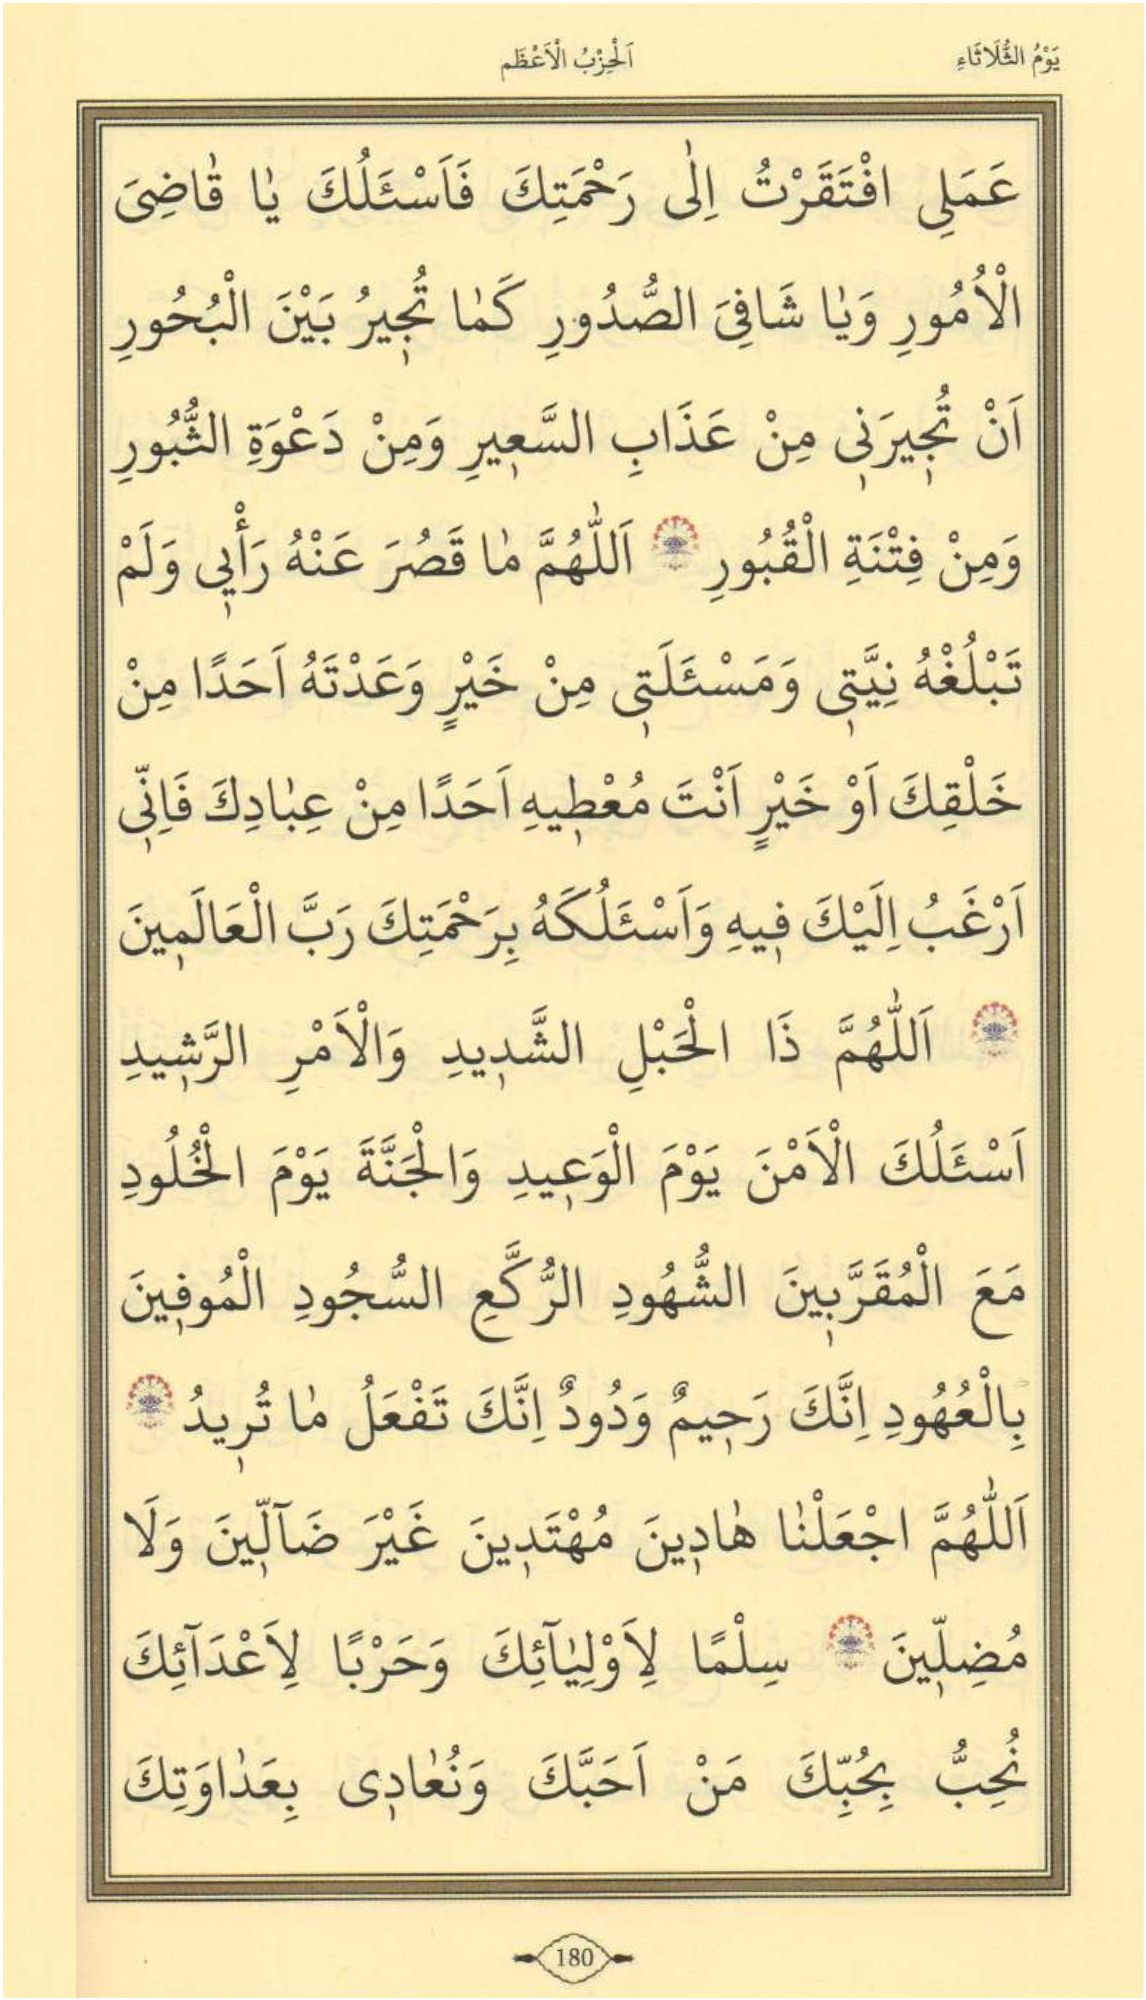 يَوْمُ الثُّلَاثَاءِ
اَلْحِزْبُ الْاَعْظَم
عَمَلِى افْتَقَرْتُ اِلٰى رَحْمَتِكَ فَاَسْئَلُكَ يٰا قٰاضِىَ
الْاُمُورِ وَيٰا شَافِىَ الصُّدُورِ كَمٰا تُجٖيرُ بَيْنَ الْبُحُورِ
اَنْ تُجٖيرَنٖى مِنْ عَذَابِ السَّعٖيرِ وَمِنْ دَعْوَةِ الثُّبُورِ
وَمِنْ فِتْنَةِ الْقُبُورِ ۞ اَللّٰهُمَّ مٰا قَصُرَ عَنْهُ رَأْيٖى وَلَمْ
تَبْلُغْهُ نِيَّتٖى وَمَسْئَلَتٖى مِنْ خَيْرٍ وَعَدْتَهُ اَحَدًا مِنْ
خَلْقِكَ اَوْ خَيْرٍ اَنْتَ مُعْطٖيهِ اَحَدًا مِنْ عِبٰادِكَ فَاِنّٖى
اَرْغَبُ اِلَيْكَ فٖيهِ وَاَسْئَلُكَهُ بِرَحْمَتِكَ رَبَّ الْعَالَمٖينَ
۞ اَللّٰهُمَّ ذَا الْحَبْلِ الشَّدٖيدِ وَالْاَمْرِ الرَّشٖيدِ
اَسْئَلُكَ الْاَمْنَ يَوْمَ الْوَعٖيدِ وَالْجَنَّةَ يَوْمَ الْخُلُودِ
مَعَ الْمُقَرَّبٖينَ الشُّهُودِ الرُّكَّعِ السُّجُودِ الْمُوفٖينَ
بِالْعُهُودِ اِنَّكَ رَحٖيمٌ وَدُودٌ اِنَّكَ تَفْعَلُ مٰا تُرٖيدُ ۞
اَللّٰهُمَّ اجْعَلْنٰا هٰادٖينَ مُهْتَدٖينَ غَيْرَ ضَآلّٖينَ وَلَا
مُضِلّٖينَ ۞ سِلْمًا لِاَوْلِيٰآئِكَ وَحَرْبًا لِاَعْدَآئِكَ
نُحِبُّ بِحُبِّكَ مَنْ اَحَبَّكَ وَنُعٰادٖى بِعَدٰاوَتِكَ
180